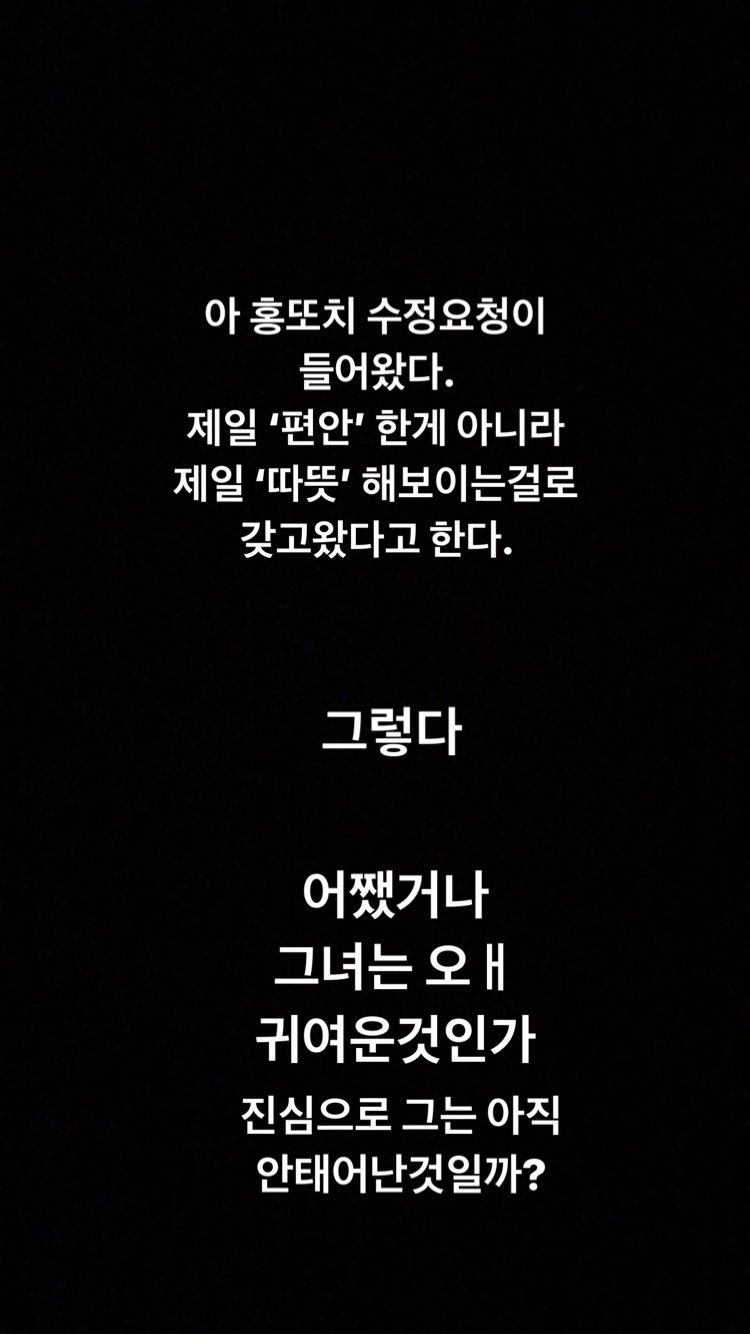 아 홍또치 수정요청이
들어왔다.
제일 ‘편안’ 한게 아니라
제일 ‘따뜻’ 해보이는걸로
갖고왔다고 한다.
그렇다
어쨌거나
그녀는 오ㅐ
귀여운것인가
진심으로 그는 아직
안태어난것일까?